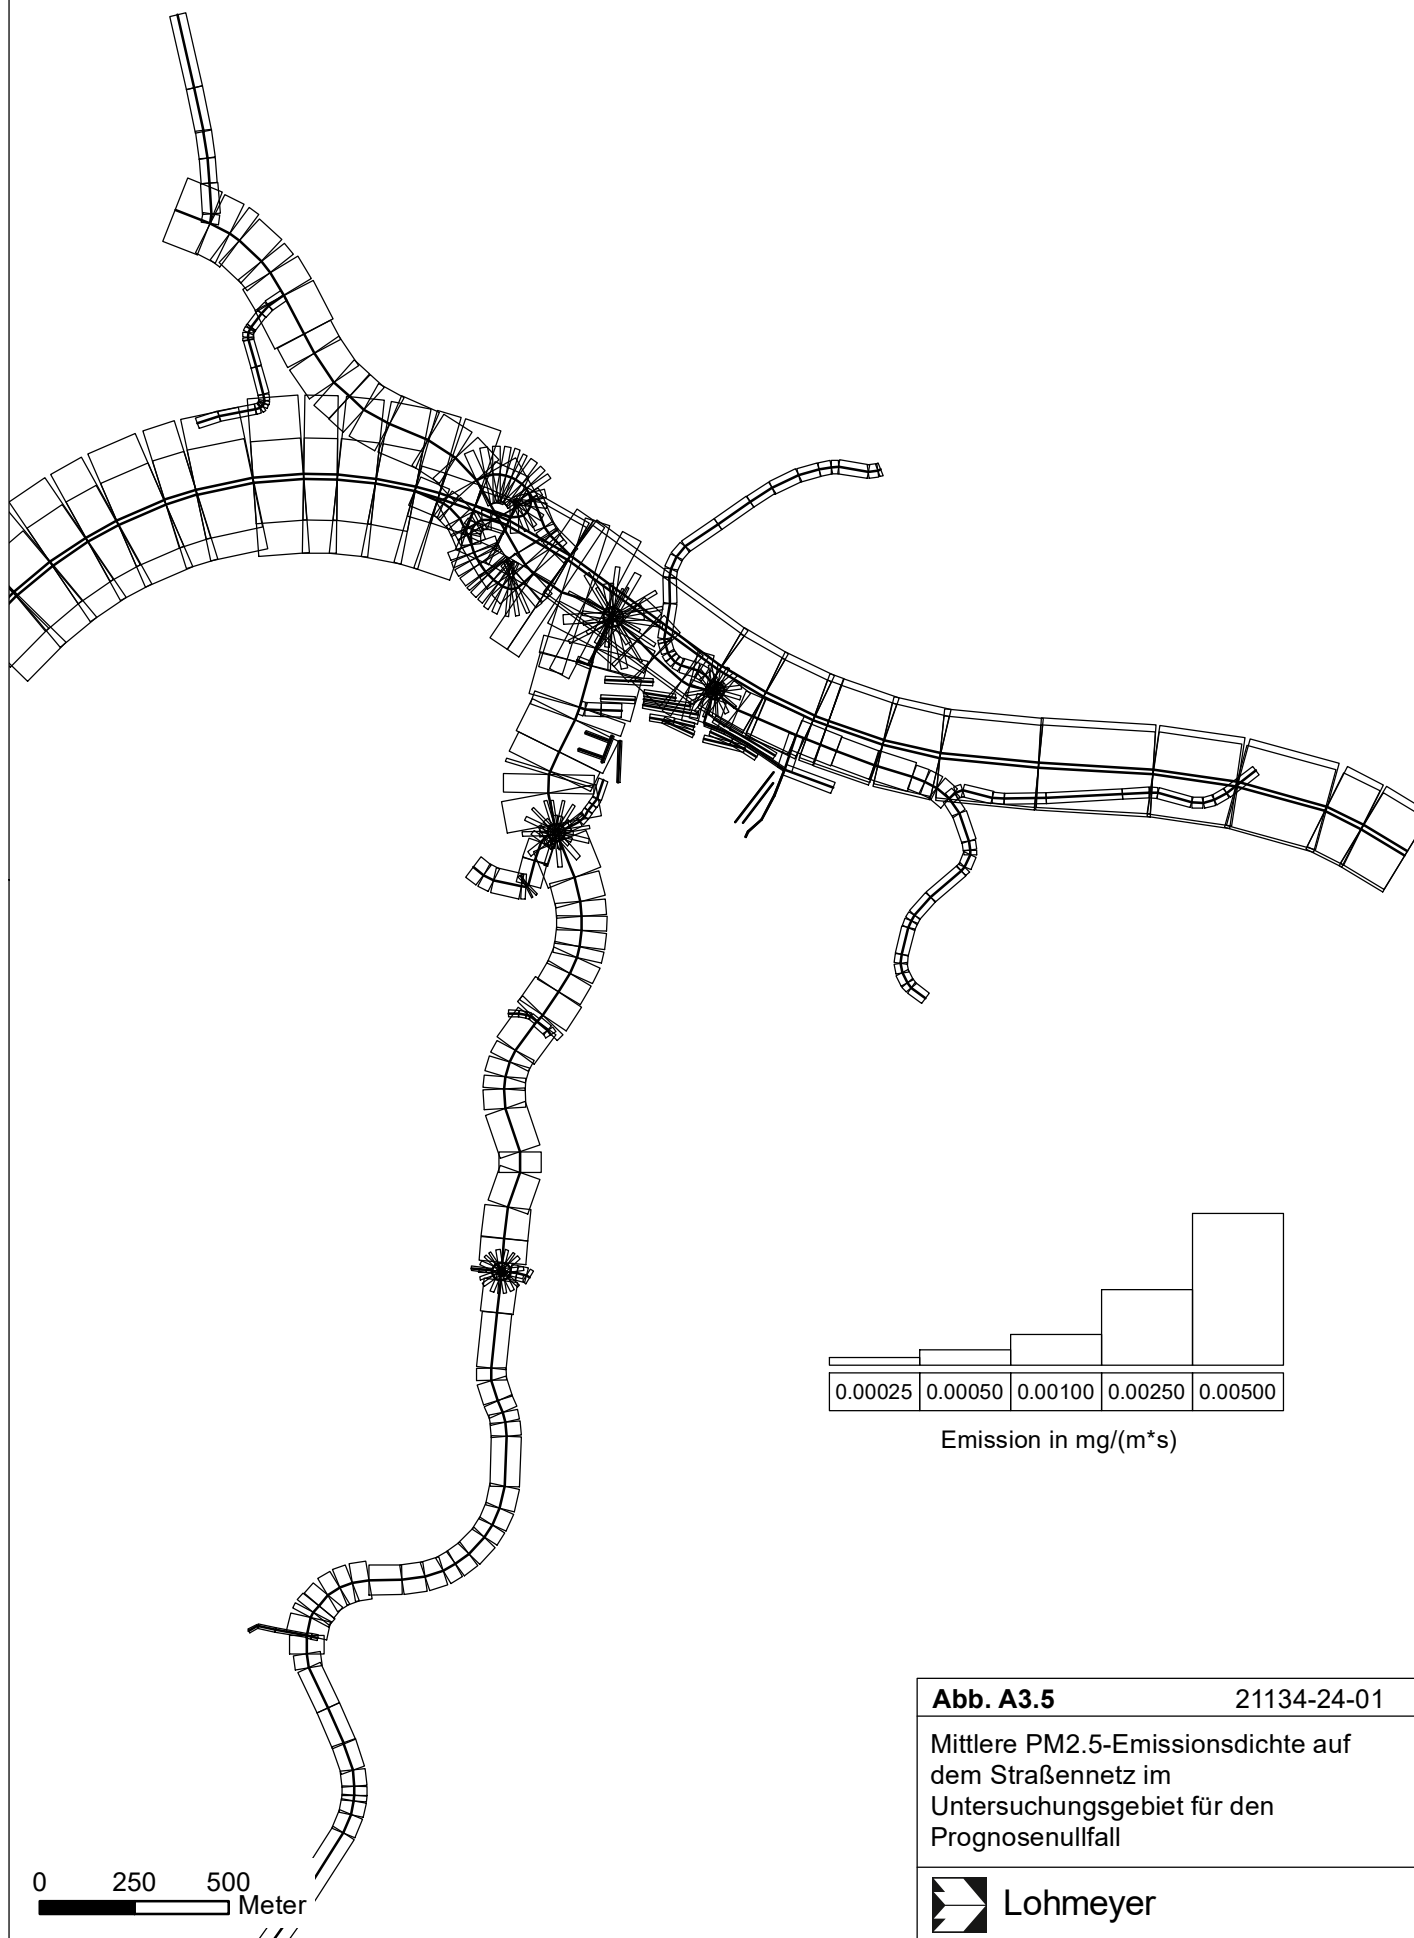 0.00025 0.00050 0.00100 0.00250 0.00500
Emission in mg/(m*s)
Abb. A3.5 21134-24-01
Mittlere PM2.5-Emissionsdichte auf
dem Straßennetz im
Untersuchungsgebiet für den
Prognosenullfall
0 250 500
Meter
Lohmeyer